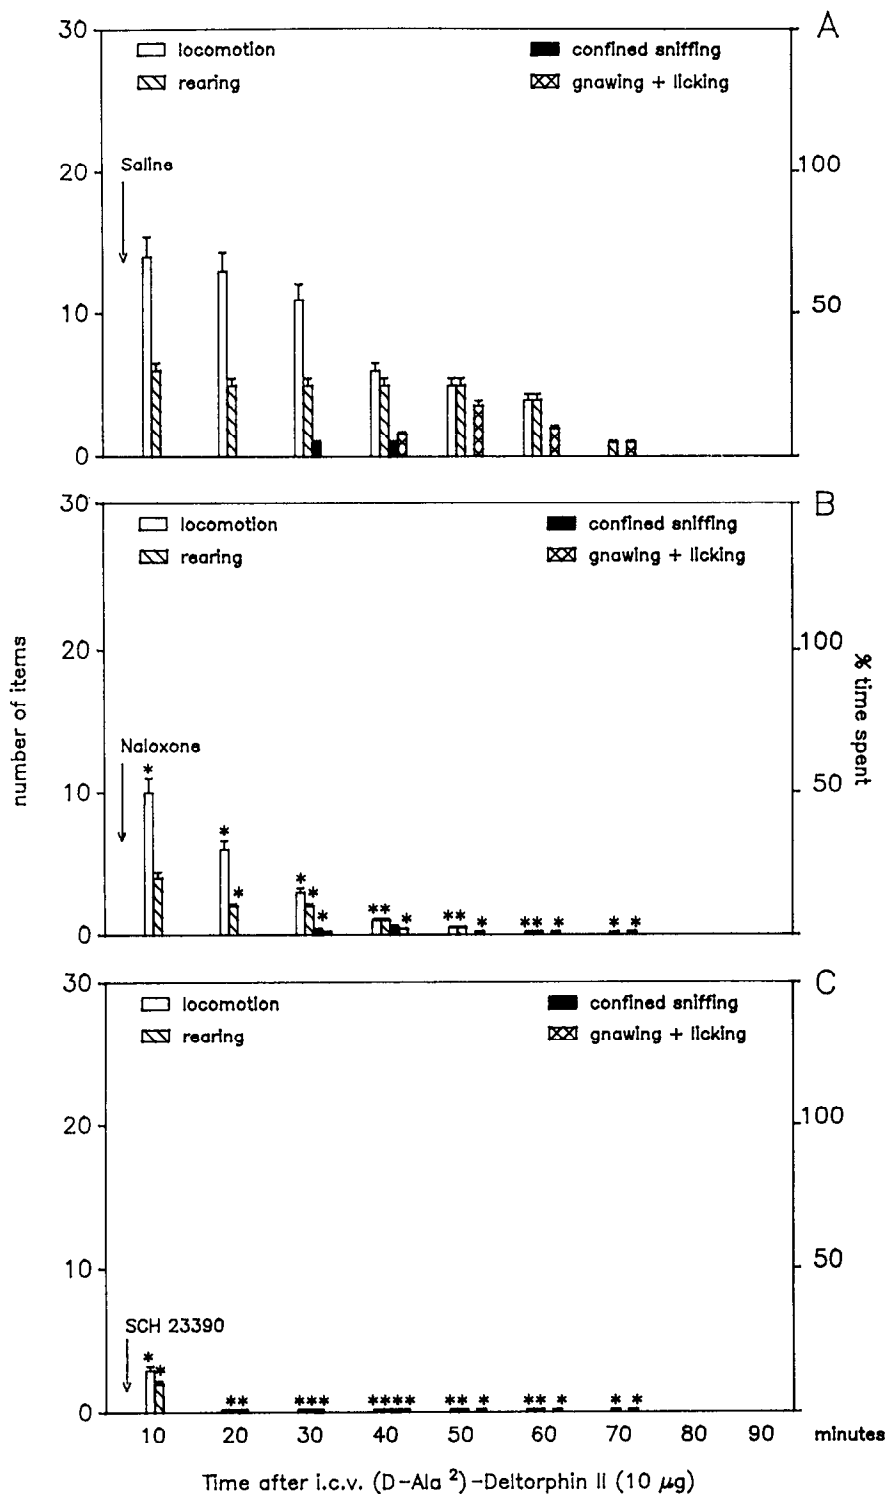 30
A
locomotion
confined sniffing
rearing
gnawing + licking
Saline
20
100
10
50
0
30
B
locomotion
confined sniffing
rearing
gnawing + licking
20
100
number of items
% time spent
Naloxone
*
10
50
*
*
* *
*
** *
** *
** *
* *
0
30
C
locomotion
confined sniffing
rearing
gnawing + licking
20
100
10
50
SCH 23390
* *
** *** **** ** * ** * * *
0
10 20 30 40 50 60 70 80 90 minutes
Time after i.c.v. (D-Ala 2)-Deltorphin II (10 μg)